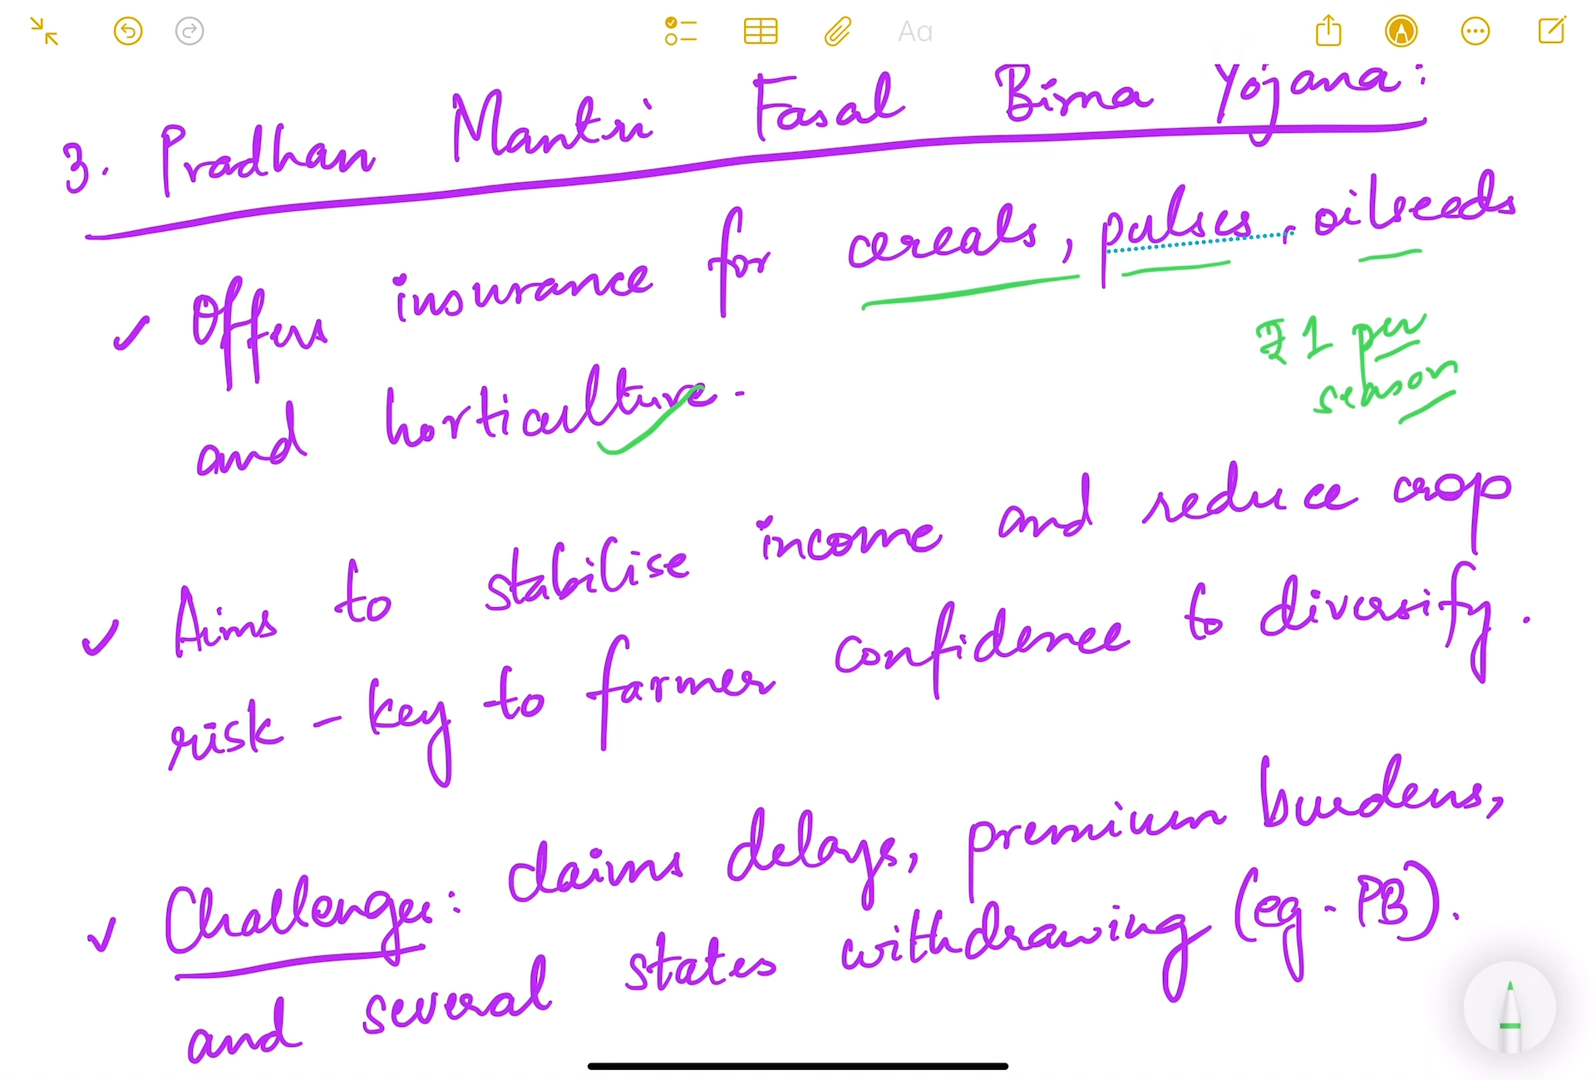 Aa
3. Pradhan Mantri Fasal Bima Yojana:
✓ Offers insurance for cereals, pulses, oilseeds
₹1 per
season
and horticulture.
✓ Aims to stabilise income and reduce crop
risk - key to farmer confidence to diversify.
✓ Challenges: claims delays, premium burdens,
and several states withdrawing (eg. PB).